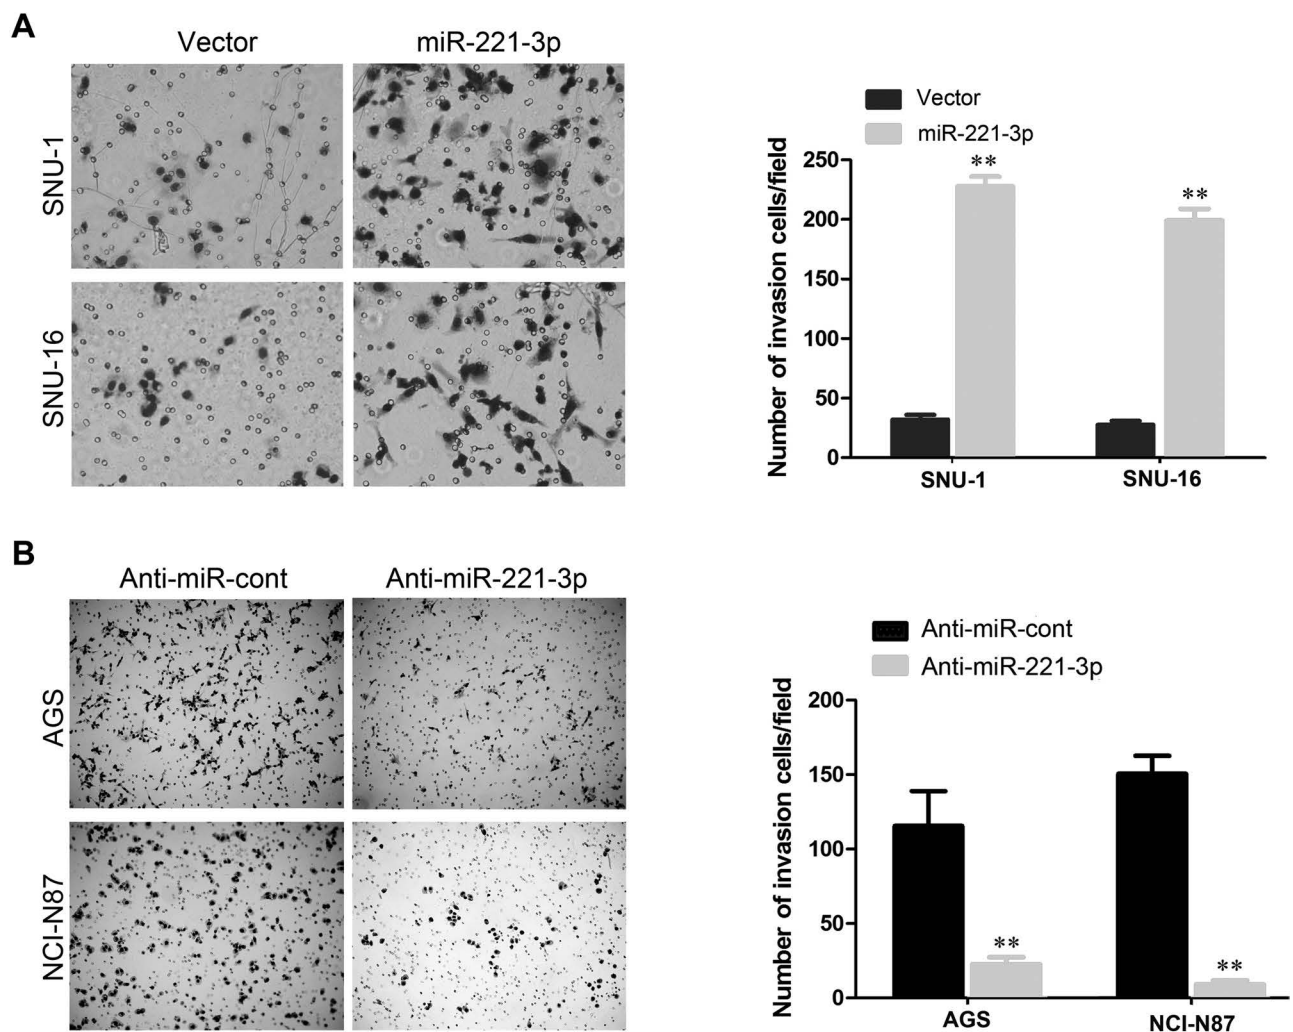 A
Vector
miR-221-3p
SNU-1
SNU-16
Vector
miR-221-3p
Number of invasion cells/field
250
200
150
100
50
0
**
**
SNU-1
SNU-16
B
Anti-miR-cont
Anti-miR-221-3p
AGS
NCI-N87
Anti-miR-cont
Anti-miR-221-3p
Number of invasion cells/field
200
150
100
50
0
**
**
AGS
NCI-N87